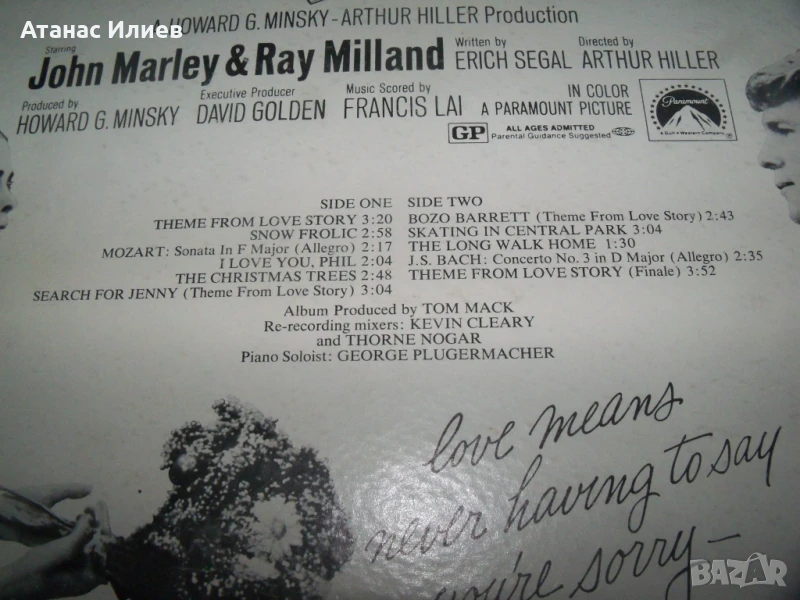 Атанас Илиев
A HOWARD G. MINSKY - ARTHUR HILLER Production
Starring
John Marley & Ray Milland
Written by
ERICH SEGAL
Directed by
ARTHUR HILLER
Produced by
HOWARD G. MINSKY
Executive Producer
DAVID GOLDEN
Music Scored by
FRANCIS LAI
IN COLOR
A PARAMOUNT PICTURE
Paramount
A Gulf + Western Company
GP
ALL AGES ADMITTED
Parental Guidance Suggested
SIDE ONE
THEME FROM LOVE STORY 3:20
SNOW FROLIC 2:58
MOZART: Sonata In F Major (Allegro) 2:17
I LOVE YOU, PHIL 2:04
THE CHRISTMAS TREES 2:48
SEARCH FOR JENNY (Theme From Love Story) 3:04
SIDE TWO
BOZO BARRETT (Theme From Love Story) 2:43
SKATING IN CENTRAL PARK 3:04
THE LONG WALK HOME 1:30
J.S. BACH: Concerto No. 3 in D Major (Allegro) 2:35
THEME FROM LOVE STORY (Finale) 3:52
Album Produced by TOM MACK
Re-recording mixers: KEVIN CLEARY
and THORNE NOGAR
Piano Soloist: GEORGE PLUGERMACHER
love means
never having to say
you're sorry—
BAZAR